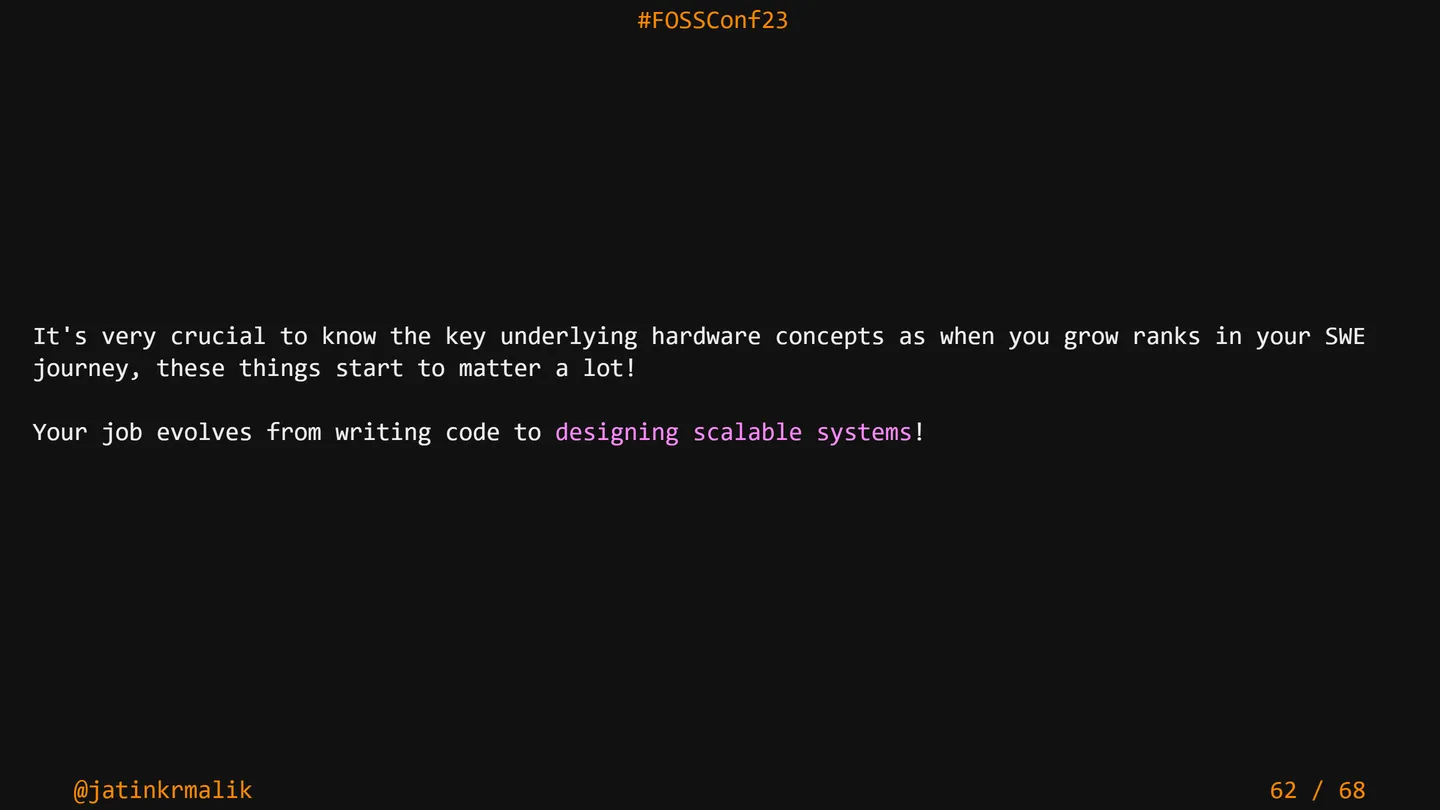 #FOSSConf23
It's very crucial to know the key underlying hardware concepts as when you grow ranks in your SWE
journey, these things start to matter a lot!
Your job evolves from writing code to designing scalable systems!
@jatinkrmalik
62 / 68